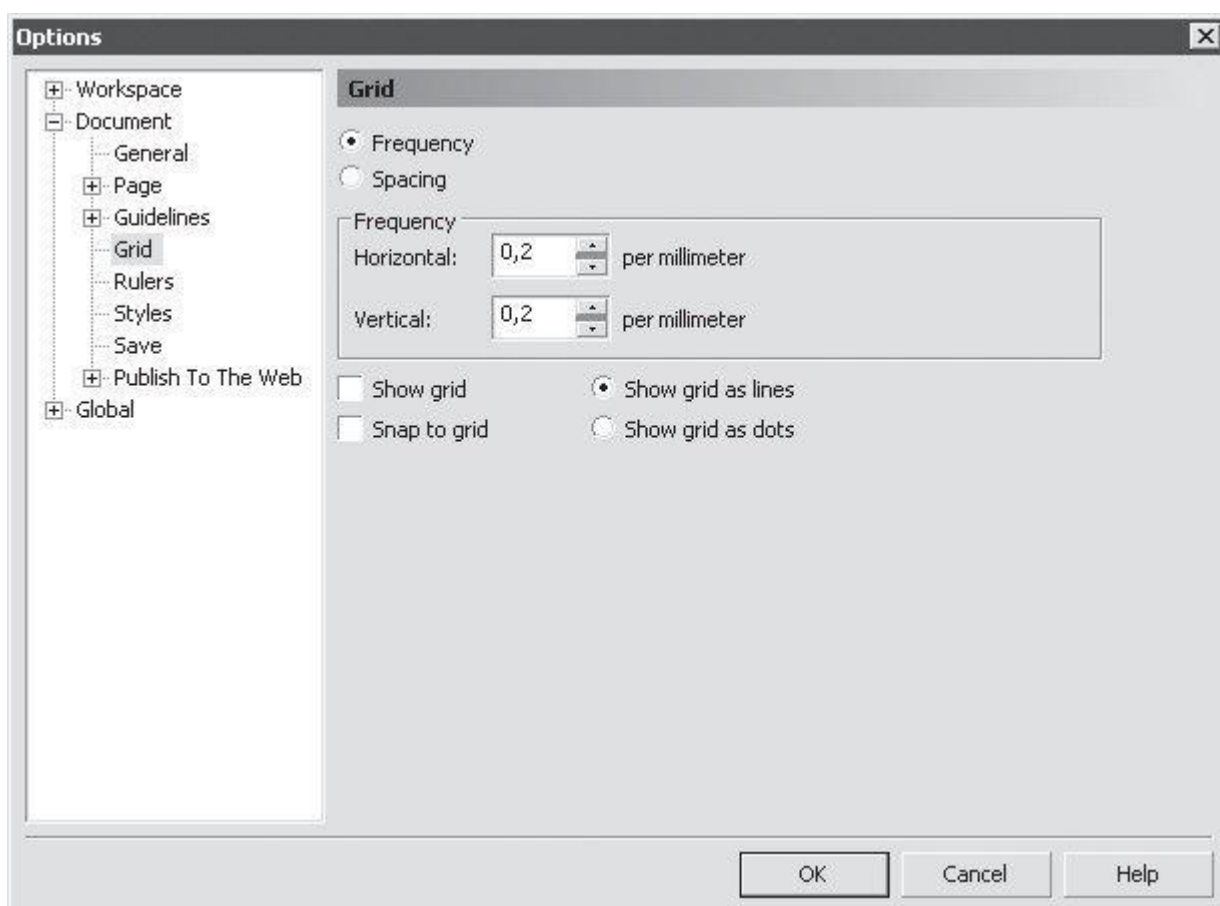 Options
Workspace
Document
General
Page
Guidelines
Grid
Rulers
Styles
Save
Publish To The Web
Global
Grid
Frequency
Spacing
Frequency
Horizontal: 0,2 per millimeter
Vertical: 0,2 per millimeter
Show grid Show grid as lines
Snap to grid Show grid as dots
OK Cancel Help